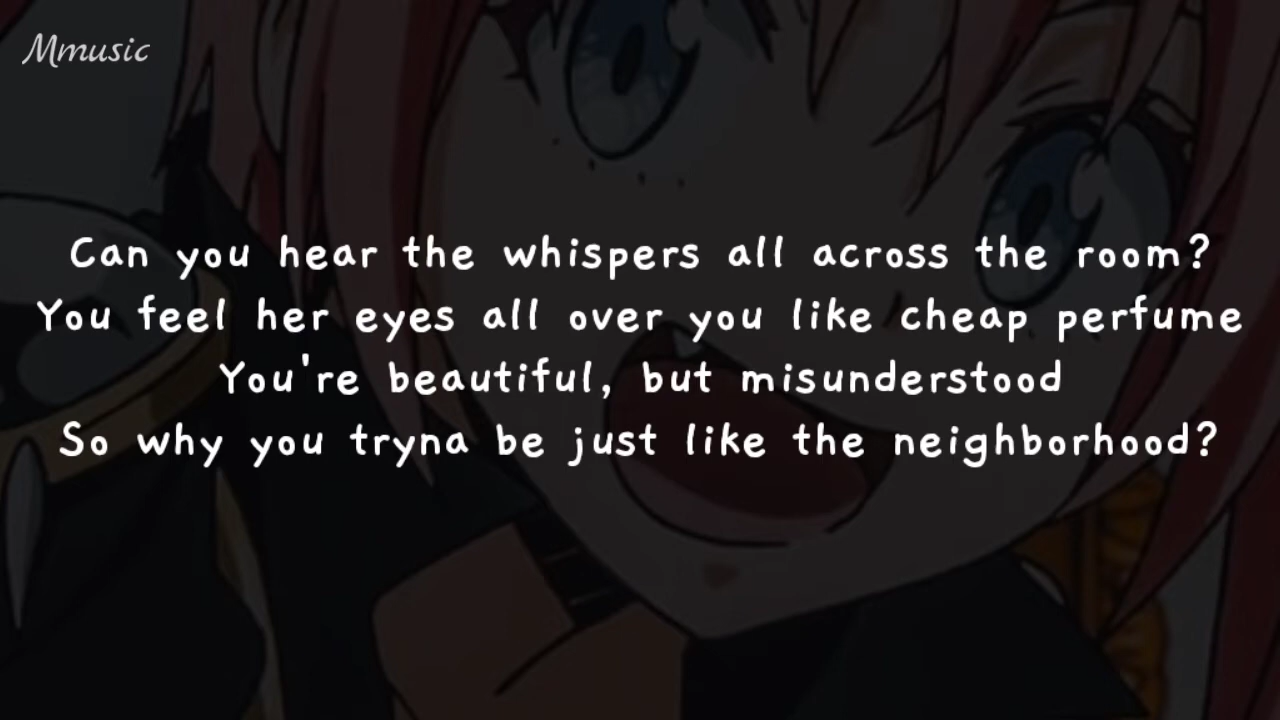 Mmusic
Can you hear the whispers all across the room?
You feel her eyes all over you like cheap perfume
You're beautiful, but misunderstood
So why you tryna be just like the neighborhood?